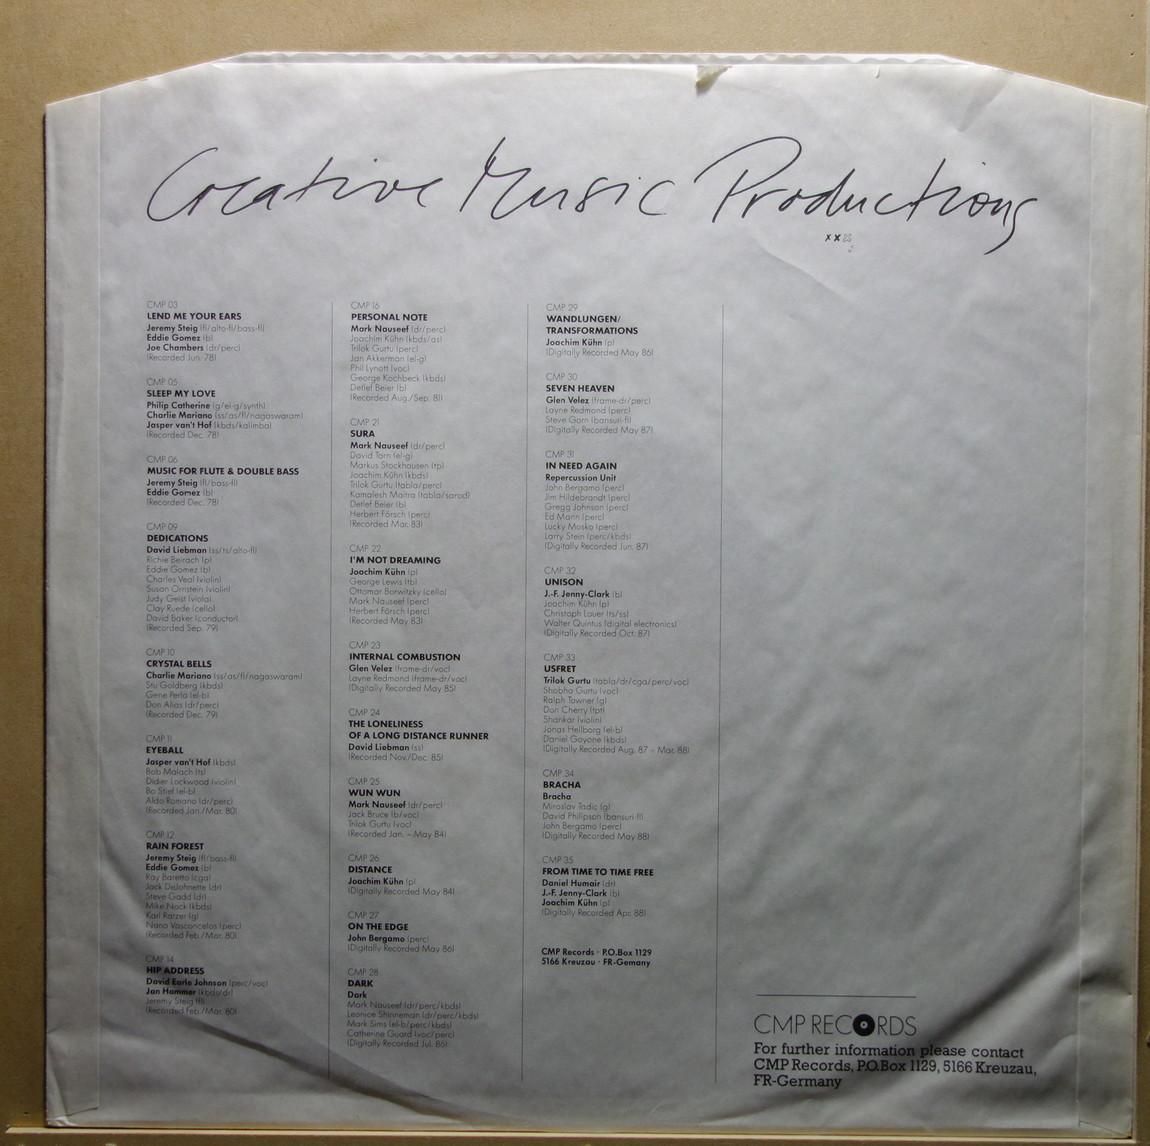 Creative Music Productions
CMP 03
LEND ME YOUR EARS
Jeremy Steig (fl/alto-fl/bass-fl)
Eddie Gomez (b)
Joe Chambers (dr/perc)
(Recorded Jun. 78)
CMP 05
SLEEP MY LOVE
Philip Catherine (g/el-g/synth)
Charlie Mariano (ss/as/fl/nagaswaram)
Jasper van't Hof (kbds/kalimba)
(Recorded Dec. 78)
CMP 06
MUSIC FOR FLUTE & DOUBLE BASS
Jeremy Steig (fl/bass-fl)
Eddie Gomez (b)
(Recorded Dec. 78)
CMP 09
DEDICATIONS
David Liebman (ss/ts/alto-fl)
Richie Beirach (p)
Eddie Gomez (b)
Charles Veal (violin)
Susan Ornstein (violin)
Judy Geist (viola)
Clay Ruede (cello)
David Baker (conductor)
(Recorded Sep. 79)
CMP 10
CRYSTAL BELLS
Charlie Mariano (ss/as/fl/nagaswaram)
Stu Goldberg (kbds)
Gene Perla (el-b)
Don Alias (dr/perc)
(Recorded Dec. 79)
CMP 11
EYEBALL
Jasper van't Hof (kbds)
Bob Malach (ts)
Didier Lockwood (violin)
Bo Stief (el-b)
Aldo Romano (dr/perc)
(Recorded Jan./Mar. 80)
CMP 12
RAIN FOREST
Jeremy Steig (fl/bass-fl)
Eddie Gomez (b)
Ray Baretto (cga)
Jack DeJohnette (dr)
Steve Gadd (dr)
Mike Nock (kbds)
Karl Ratzer (g)
Nana Vasconcelos (perc)
(Recorded Feb./Mar. 80)
CMP 14
HIP ADDRESS
David Earle Johnson (perc/voc)
Jan Hammer (kbds/dr)
Jeremy Steig (fl)
(Recorded Feb./Mar. 80)
CMP 16
PERSONAL NOTE
Mark Nauseef (dr/perc)
Joachim Kühn (kbds/as)
Trilok Gurtu (perc)
Jan Akkerman (el-g)
Phil Lynott (voc)
George Kochbeck (kbds)
Detlef Beier (b)
(Recorded Aug./Sep. 81)
CMP 21
SURA
Mark Nauseef (dr/perc)
David Torn (el-g)
Markus Stockhausen (tp)
Joachim Kühn (kbds)
Trilok Gurtu (tabla/perc)
Kamalesh Maitra (tabla/sarod)
Detlef Beier (b)
Herbert Försch (perc)
(Recorded Mar. 83)
CMP 22
I'M NOT DREAMING
Joachim Kühn (p)
George Lewis (tb)
Ottomar Borwitzky (cello)
Mark Nauseef (perc)
Herbert Försch (perc)
(Recorded May 83)
CMP 23
INTERNAL COMBUSTION
Glen Velez (frame-dr/voc)
Layne Redmond (frame-dr/voc)
(Digitally Recorded May 85)
CMP 24
THE LONELINESS
OF A LONG DISTANCE RUNNER
David Liebman (ss)
(Recorded Nov./Dec. 85)
CMP 25
WUN WUN
Mark Nauseef (dr/perc)
Jack Bruce (b/voc)
Trilok Gurtu (voc)
(Recorded Jan. - May 84)
CMP 26
DISTANCE
Joachim Kühn (p)
(Digitally Recorded May 84)
CMP 27
ON THE EDGE
John Bergamo (perc)
(Digitally Recorded May 86)
CMP 28
DARK
Dark
Mark Nauseef (dr/perc/kbds)
Leonice Shinneman (dr/perc/kbds)
Mark Sims (el-b/perc/kbds)
Catherine Guard (voc/perc)
(Digitally Recorded Jul. 86)
CMP 29
WANDLUNGEN/
TRANSFORMATIONS
Joachim Kühn (p)
(Digitally Recorded May 86)
CMP 30
SEVEN HEAVEN
Glen Velez (frame-dr/perc)
Layne Redmond (perc)
Steve Gorn (bansuri-fl)
(Digitally Recorded May 87)
CMP 31
IN NEED AGAIN
Repercussion Unit
John Bergamo (perc)
Jim Hildebrandt (perc)
Gregg Johnson (perc)
Ed Mann (perc)
Lucky Mosko (perc)
Larry Stein (perc/kbds)
(Digitally Recorded Jun. 87)
CMP 32
UNISON
J.-F. Jenny-Clark (b)
Joachim Kühn (p)
Christoph Lauer (ts/ss)
Walter Quintus (digital electronics)
(Digitally Recorded Oct. 87)
CMP 33
USFRET
Trilok Gurtu (tabla/dr/cga/perc/voc)
Shobha Gurtu (voc)
Ralph Towner (g)
Don Cherry (tpt)
Shankar (violin)
Jonas Hellborg (el-b)
Daniel Goyone (kbds)
(Digitally Recorded Aug. 87 - Mar. 88)
CMP 34
BRACHA
Bracha
Miroslav Tadic (g)
David Philipson (bansuri-fl)
John Bergamo (perc)
(Digitally Recorded May 88)
CMP 35
FROM TIME TO TIME FREE
Daniel Humair (dr)
J.-F. Jenny-Clark (b)
Joachim Kühn (p)
(Digitally Recorded Apr. 88)
CMP Records · P.O.Box 1129
5166 Kreuzau · FR-Gemany
CMP RECORDS
For further information please contact
CMP Records, P.O.Box 1129, 5166 Kreuzau,
FR-Germany